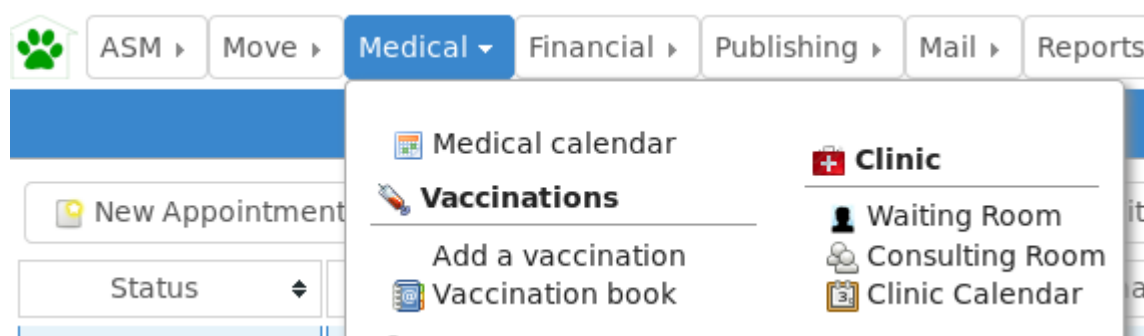 ASM Move Medical Financial Publishing Mail Reports
Medical calendar
Clinic
Vaccinations
New Appointment
Waiting Room
Add a vaccination
Consulting Room
Status
Vaccination book
Clinic Calendar